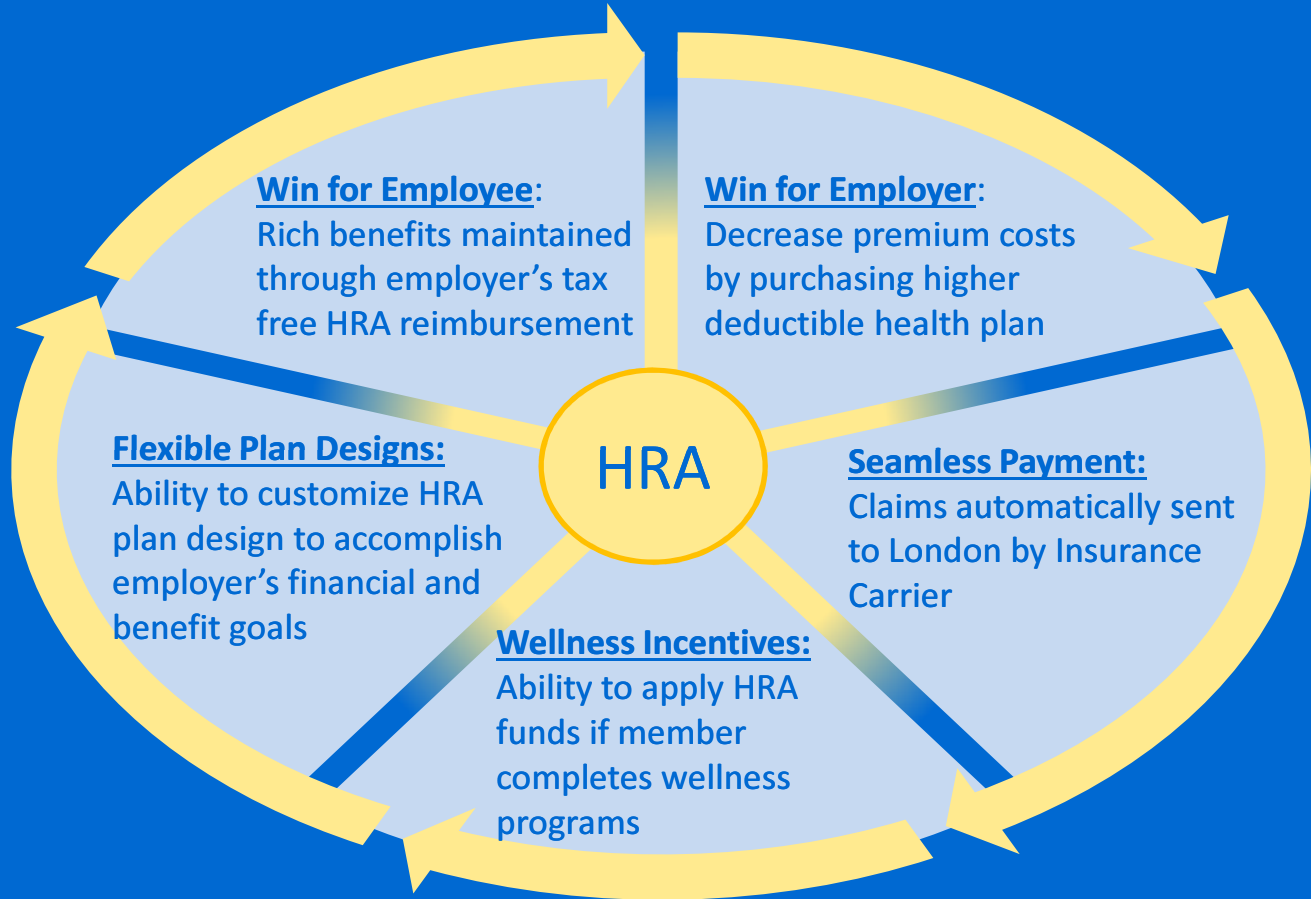 Win for Employee:
Rich benefits maintained
through employer’s tax
free HRA reimbursement
Win for Employer:
Decrease premium costs
by purchasing higher
deductible health plan
HRA
Flexible Plan Designs:
Ability to customize HRA
plan design to accomplish
employer’s financial and
benefit goals
Seamless Payment:
Claims automatically sent
to London by Insurance
Carrier
Wellness Incentives:
Ability to apply HRA
funds if member
completes wellness
programs